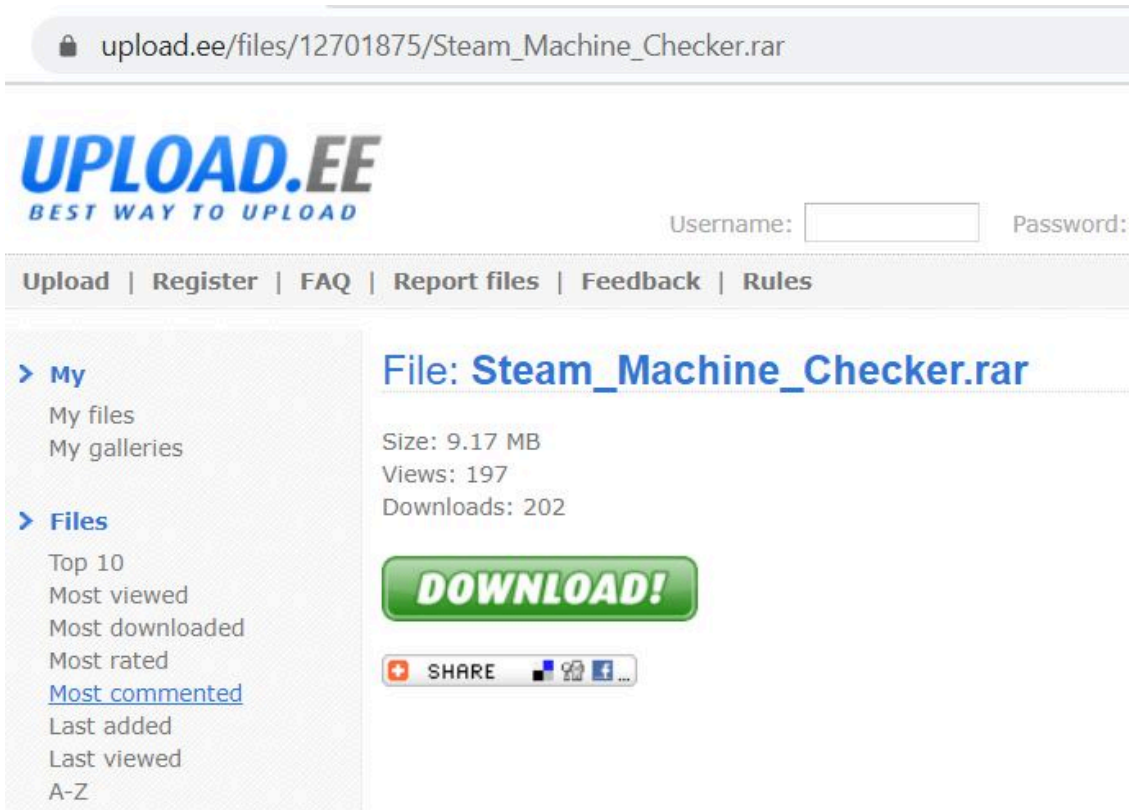 upload.ee/files/12701875/Steam_Machine_Checker.rar
UPLOAD.EE
BEST WAY TO UPLOAD
Username: Password:
Upload | Register | FAQ | Report files | Feedback | Rules
My
My files
My galleries
Files
Top 10
Most viewed
Most downloaded
Most rated
Most commented
Last added
Last viewed
A-Z
File: Steam_Machine_Checker.rar
Size: 9.17 MB
Views: 197
Downloads: 202
DOWNLOAD!
SHARE ...